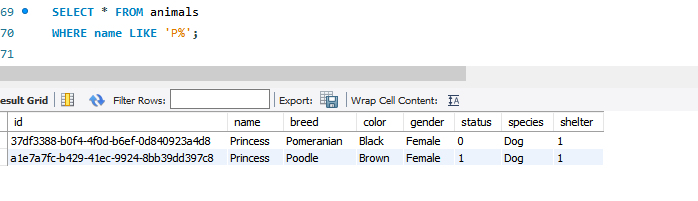 69 SELECT * FROM animals
70 WHERE name LIKE 'P%';
71
esult Grid Filter Rows: Export: Wrap Cell Content: IA
id name breed color gender status species shelter
37df3388-b0f4-4f0d-b6ef-0d840923a4d8 Princess Pomeranian Black Female 0 Dog 1
a1e7a7fc-b429-41ec-9924-8bb39dd397c8 Princess Poodle Brown Female 1 Dog 1